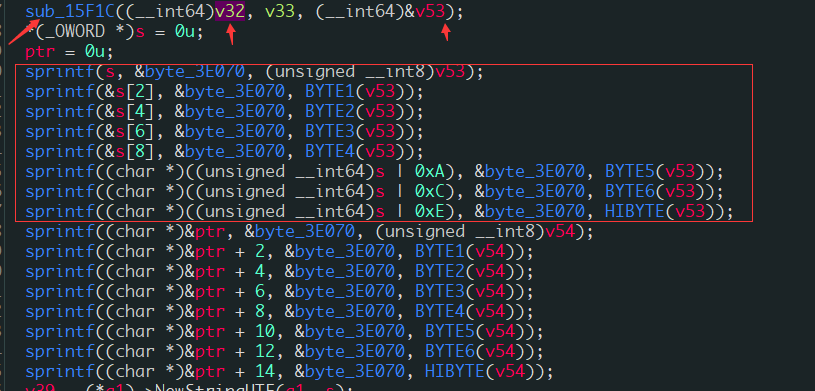 sub_15F1C((__int64)v32, v33, (__int64)&v53);
*(_OWORD *)s = 0u;
ptr = 0u;
sprintf(s, &byte_3E070, (unsigned __int8)v53);
sprintf(&s[2], &byte_3E070, BYTE1(v53));
sprintf(&s[4], &byte_3E070, BYTE2(v53));
sprintf(&s[6], &byte_3E070, BYTE3(v53));
sprintf(&s[8], &byte_3E070, BYTE4(v53));
sprintf((char *)((unsigned __int64)s | 0xA), &byte_3E070, BYTE5(v53));
sprintf((char *)((unsigned __int64)s | 0xC), &byte_3E070, BYTE6(v53));
sprintf((char *)((unsigned __int64)s | 0xE), &byte_3E070, HIBYTE(v53));
sprintf((char *)&ptr, &byte_3E070, (unsigned __int8)v54);
sprintf((char *)&ptr + 2, &byte_3E070, BYTE1(v54));
sprintf((char *)&ptr + 4, &byte_3E070, BYTE2(v54));
sprintf((char *)&ptr + 6, &byte_3E070, BYTE3(v54));
sprintf((char *)&ptr + 8, &byte_3E070, BYTE4(v54));
sprintf((char *)&ptr + 10, &byte_3E070, BYTE5(v54));
sprintf((char *)&ptr + 12, &byte_3E070, BYTE6(v54));
sprintf((char *)&ptr + 14, &byte_3E070, HIBYTE(v54));